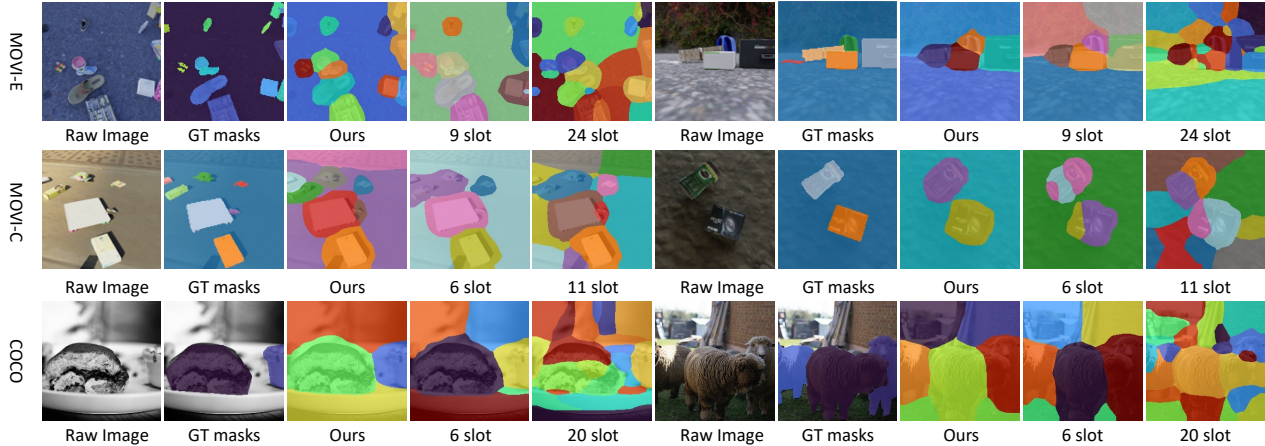 MOVI-E
Raw Image GT masks Ours 9 slot 24 slot Raw Image GT masks Ours 9 slot 24 slot
MOVI-C
Raw Image GT masks Ours 6 slot 11 slot Raw Image GT masks Ours 6 slot 11 slot
COCO
Raw Image GT masks Ours 6 slot 20 slot Raw Image GT masks Ours 6 slot 20 slot